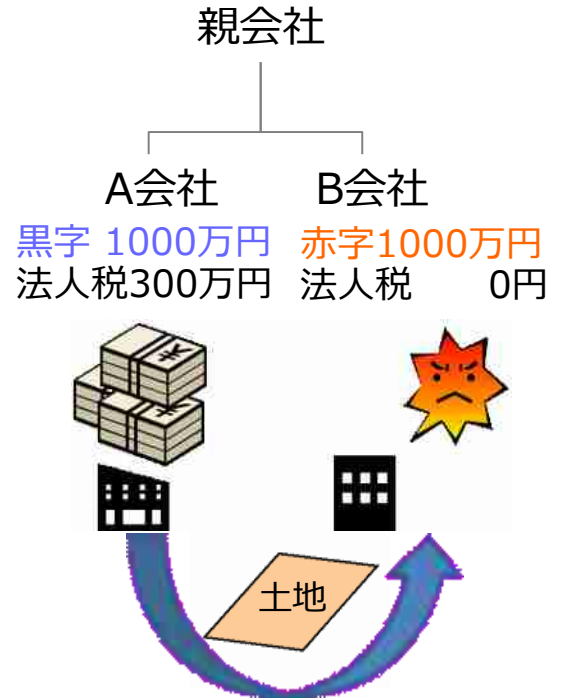 親会社
A会社
B会社
黒字 1000万円
赤字1000万円
法人税300万円
法人税 0円
土地